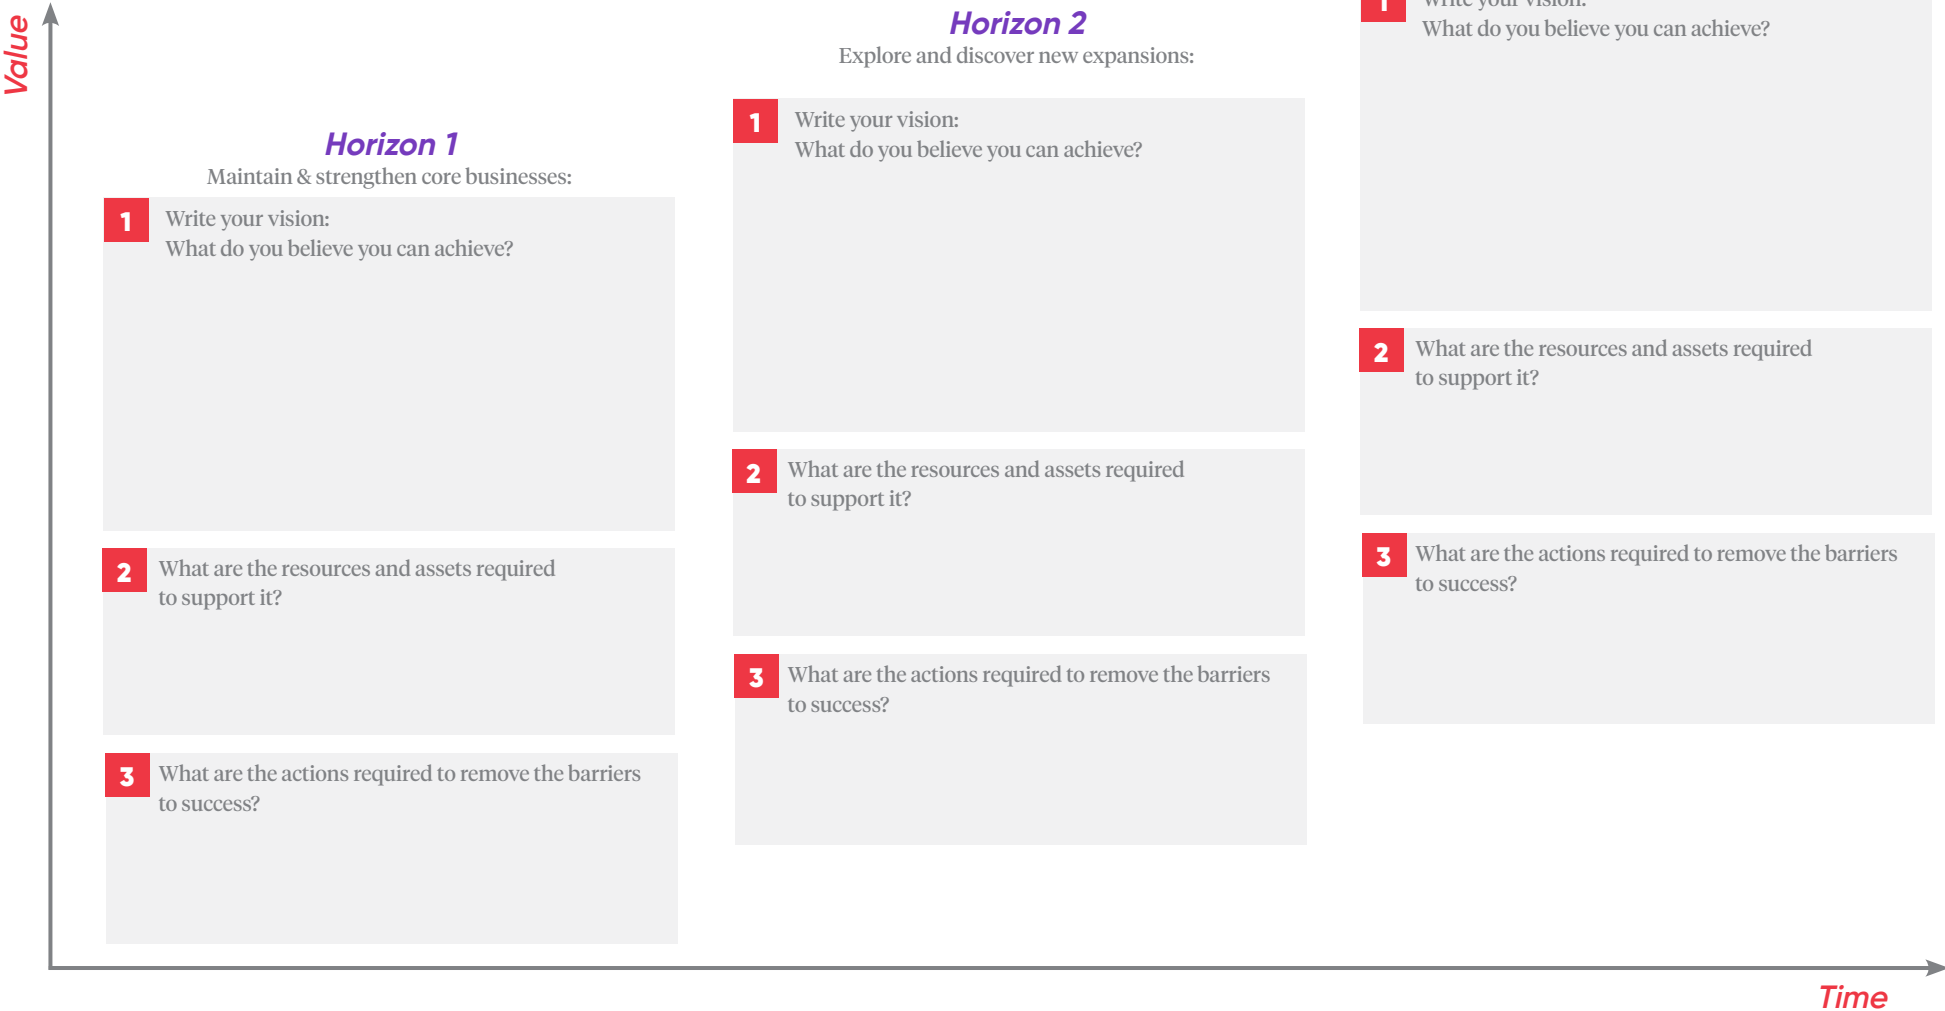 Value
Horizon 1
Maintain & strengthen core businesses:
1
Write your vision:
What do you believe you can achieve?
2
What are the resources and assets required
to support it?
3
What are the actions required to remove the barriers
to success?
Horizon 2
Explore and discover new expansions:
1
Write your vision:
What do you believe you can achieve?
2
What are the resources and assets required
to support it?
3
What are the actions required to remove the barriers
to success?
1
Write your vision:
What do you believe you can achieve?
2
What are the resources and assets required
to support it?
3
What are the actions required to remove the barriers
to success?
Time